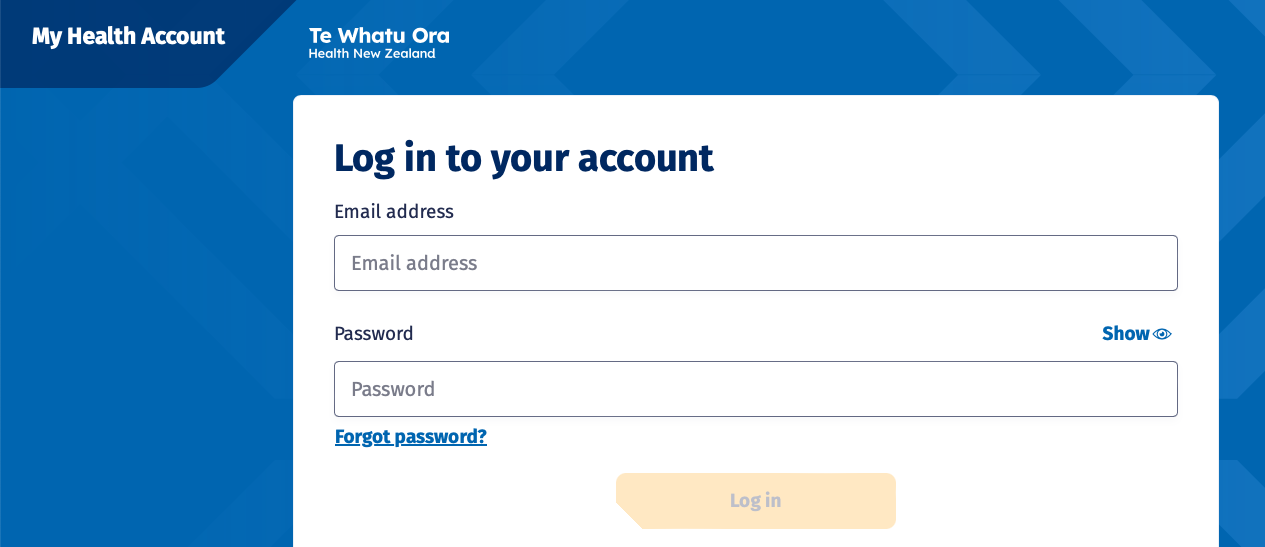 My Health Account
Te Whatu Ora
Health New Zealand
Log in to your account
Email address
Email address
Password
Show
Password
Forgot password?
Log in